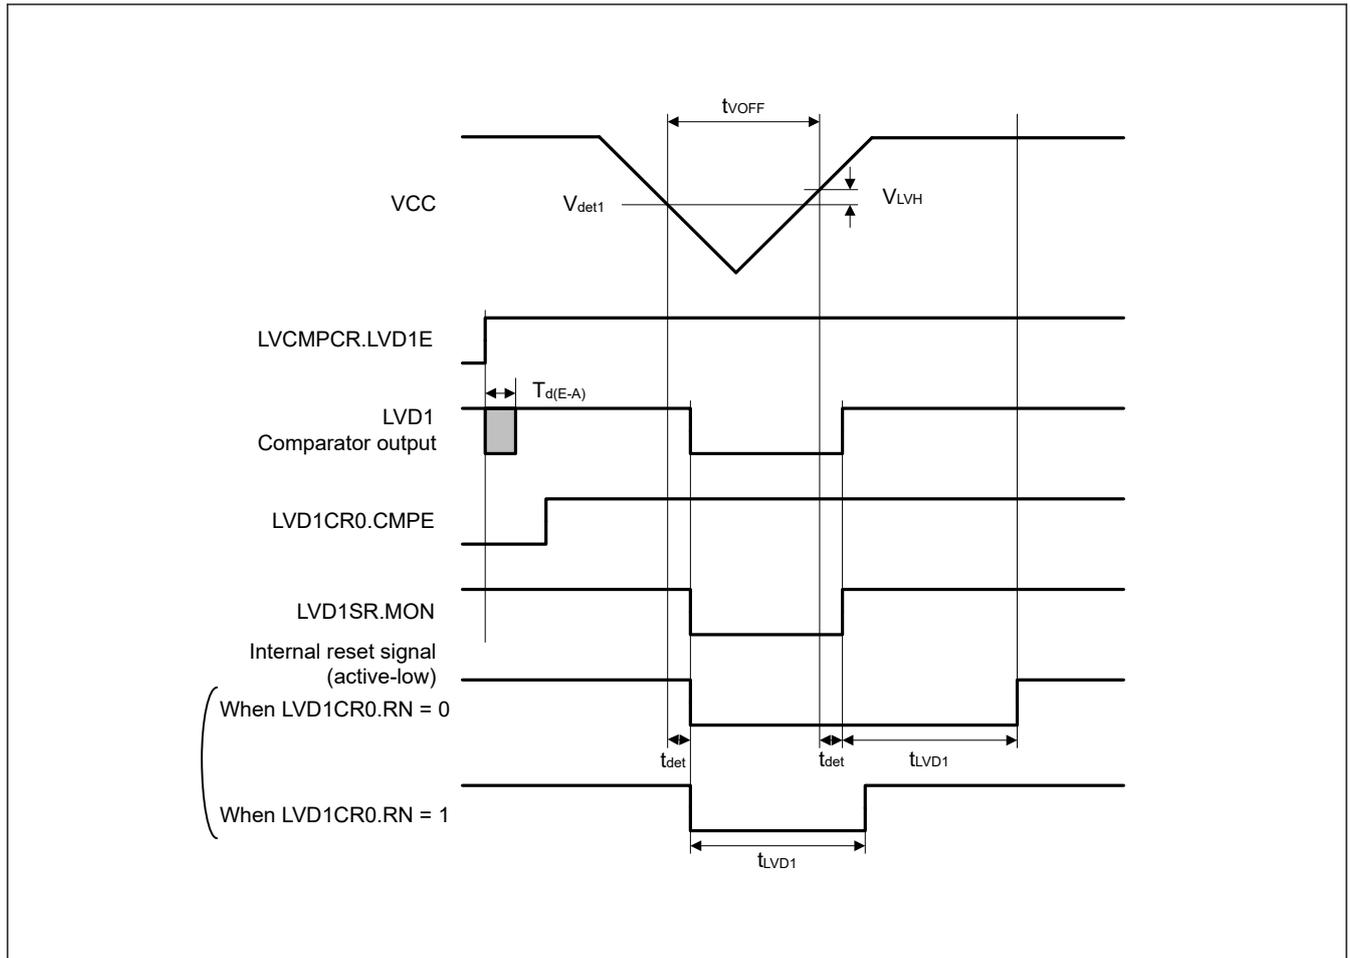 tVOFF
VCC
Vdet1
VLVH
LVCMPCR.LVD1E
Td(E-A)
LVD1
Comparator output
LVD1CR0.CMPE
LVD1SR.MON
Internal reset signal
(active-low)
When LVD1CR0.RN = 0
tdet
tdet
tLVD1
When LVD1CR0.RN = 1
tLVD1